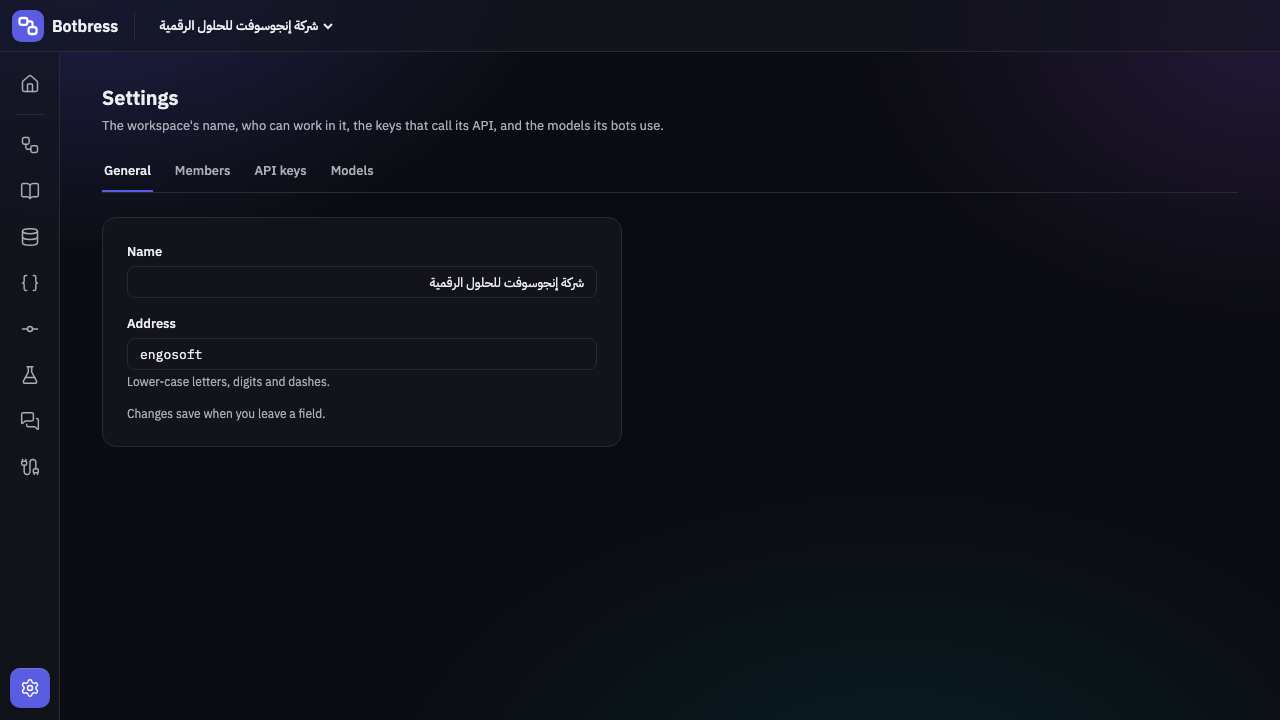 Botbress
شركة إنجوسوفت للحلول الرقمية
Settings
The workspace's name, who can work in it, the keys that call its API, and the models its bots use.
General
Members
API keys
Models
Name
شركة إنجوسوفت للحلول الرقمية
Address
engosoft
Lower-case letters, digits and dashes.
Changes save when you leave a field.